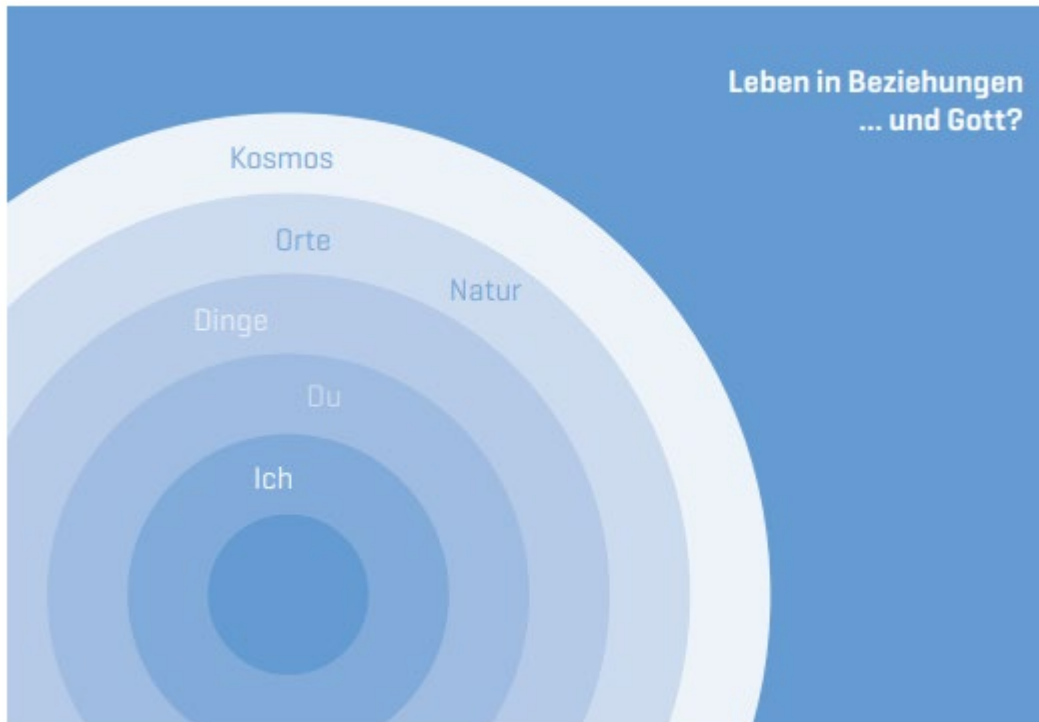 Leben in Beziehungen
... und Gott?
Kosmos
Orte
Natur
Dinge
Du
Ich